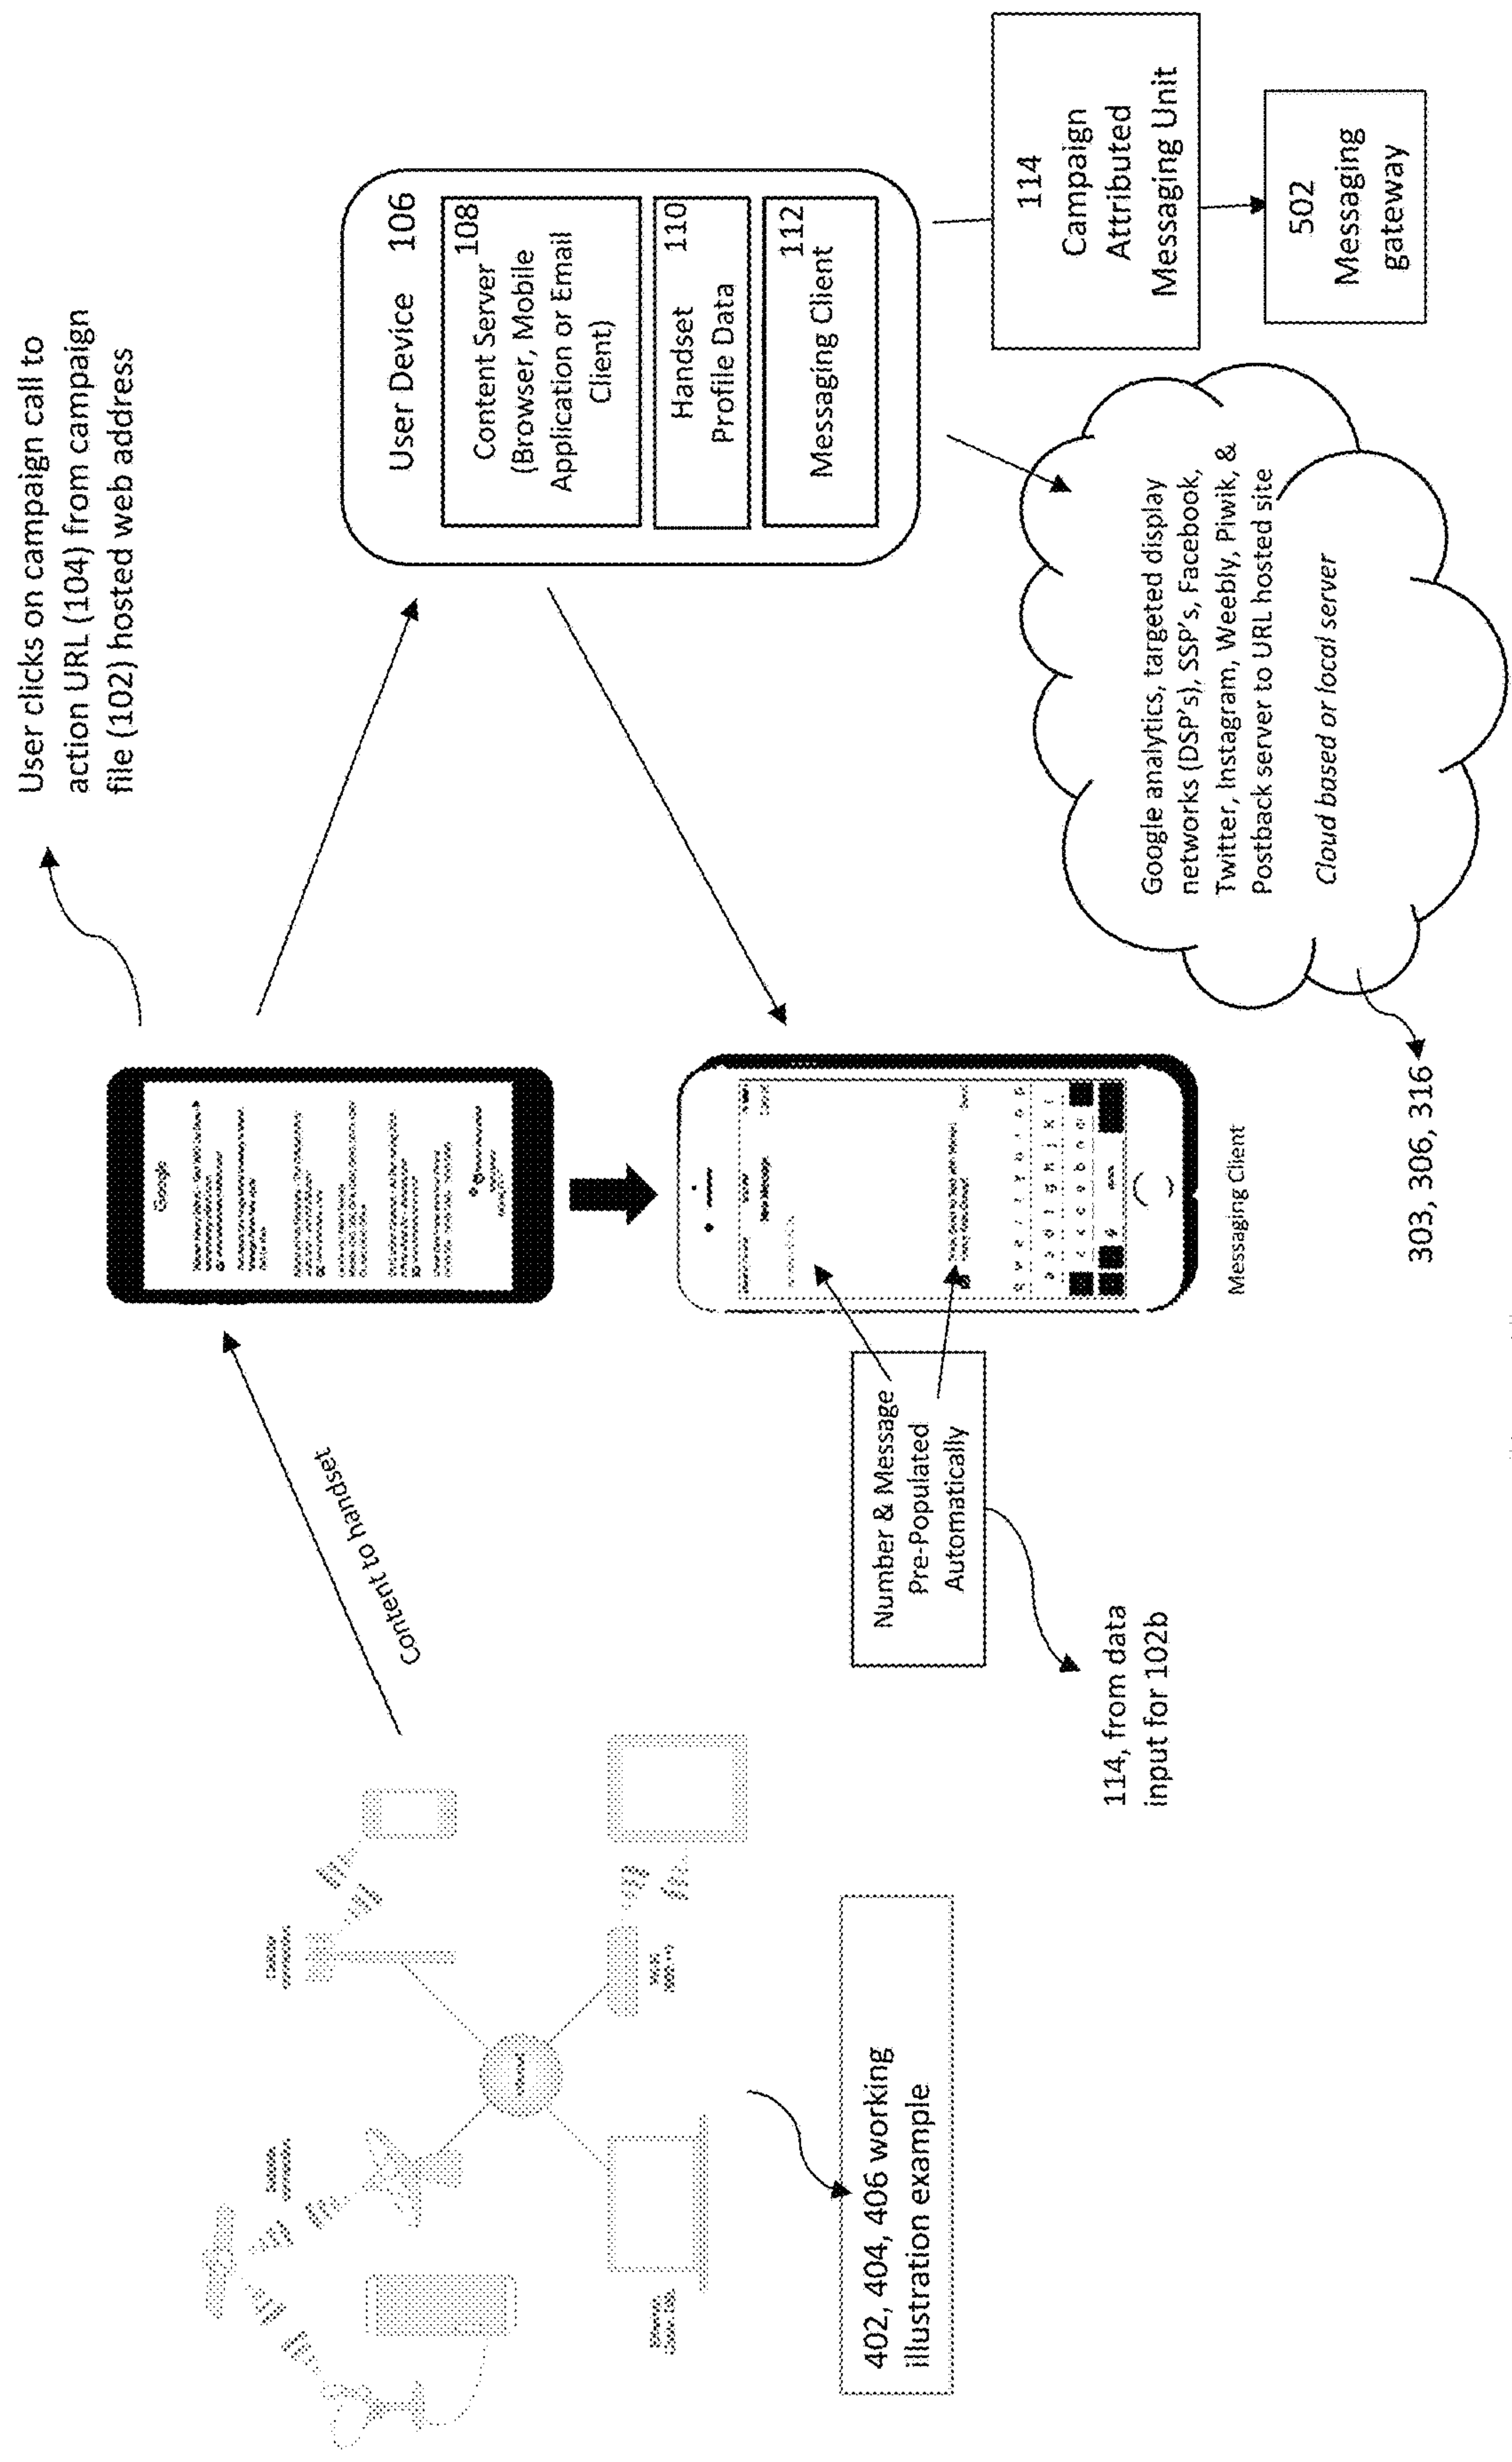 User clicks on campaign call to
action URL (104) from campaign
file (102) hosted web address
Content to handset
Google
User Device 106
108
Content Server
(Browser, Mobile
Application or Email
Client)
110
Handset
Profile Data
112
Messaging Client
114
Campaign
Attributed
Messaging Unit
502
Messaging
gateway
Number & Message
Pre-Populated
Automatically
114, from data
input for 102b
New Message
Messaging Client
Google analytics, targeted display
networks (DSP's), SSP's, Facebook,
Twitter, Instagram, Weebly, Piwik, &
Postback server to URL hosted site
Cloud based or local server
303, 306, 316
402, 404, 406 working
illustration example